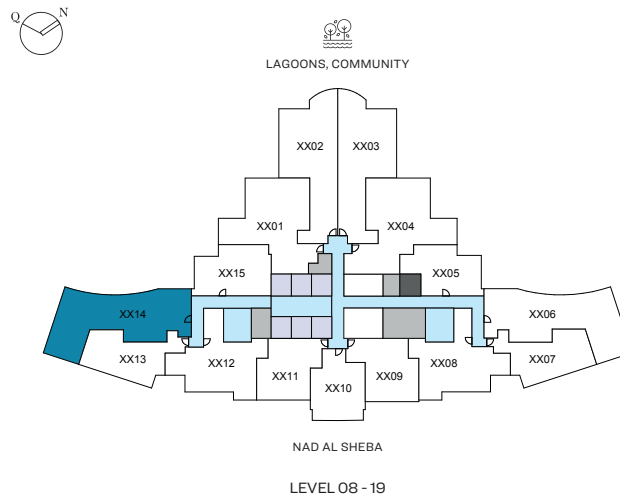 Q N
LAGOONS, COMMUNITY
XX02 XX03
XX01 XX04
XX15 XX05
XX14 XX06
XX13 XX12 XX08 XX07
XX11 XX10 XX09
NAD AL SHEBA
LEVEL 08 - 19